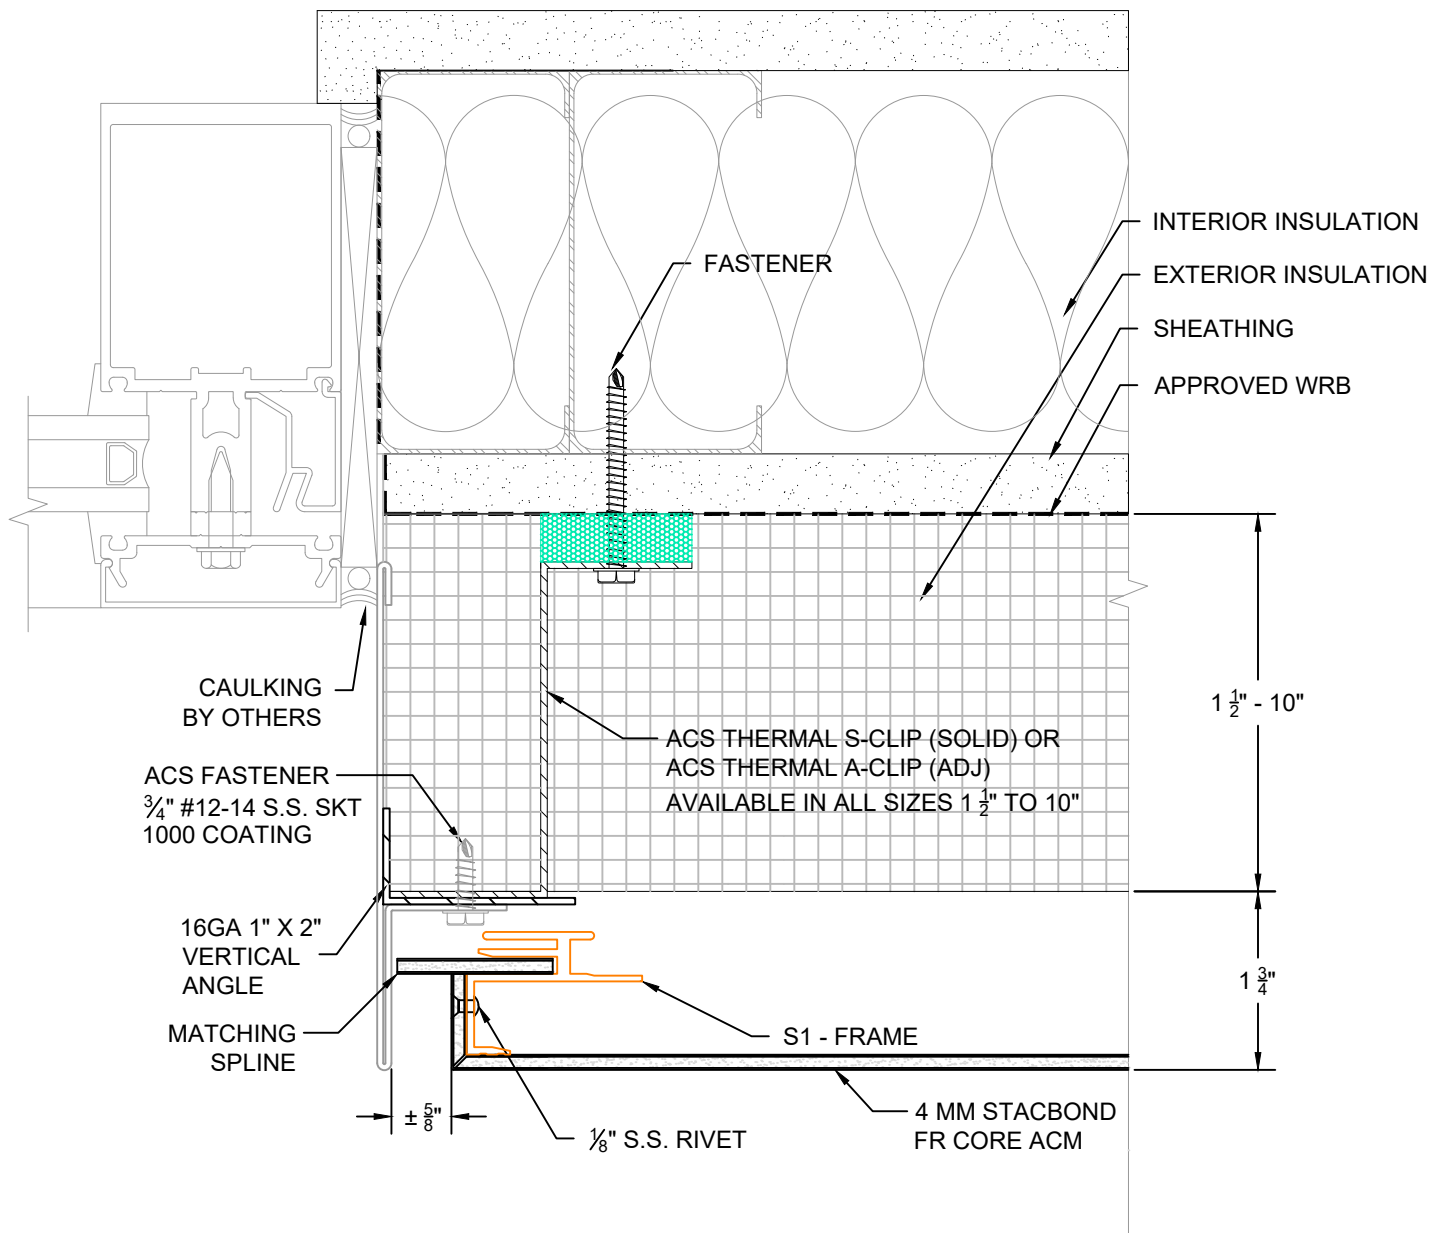 INTERIOR INSULATION
FASTENER
EXTERIOR INSULATION
SHEATHING
APPROVED WRB
CAULKING
BY OTHERS
1 1/2" - 10"
ACS THERMAL S-CLIP (SOLID) OR
ACS THERMAL A-CLIP (ADJ)
AVAILABLE IN ALL SIZES 1 1/2" TO 10"
ACS FASTENER
3/4" #12-14 S.S. SKT
1000 COATING
16GA 1" X 2"
VERTICAL
ANGLE
1 3/4"
MATCHING
SPLINE
S1 - FRAME
± 5/8"
1/8" S.S. RIVET
4 MM STACBOND
FR CORE ACM